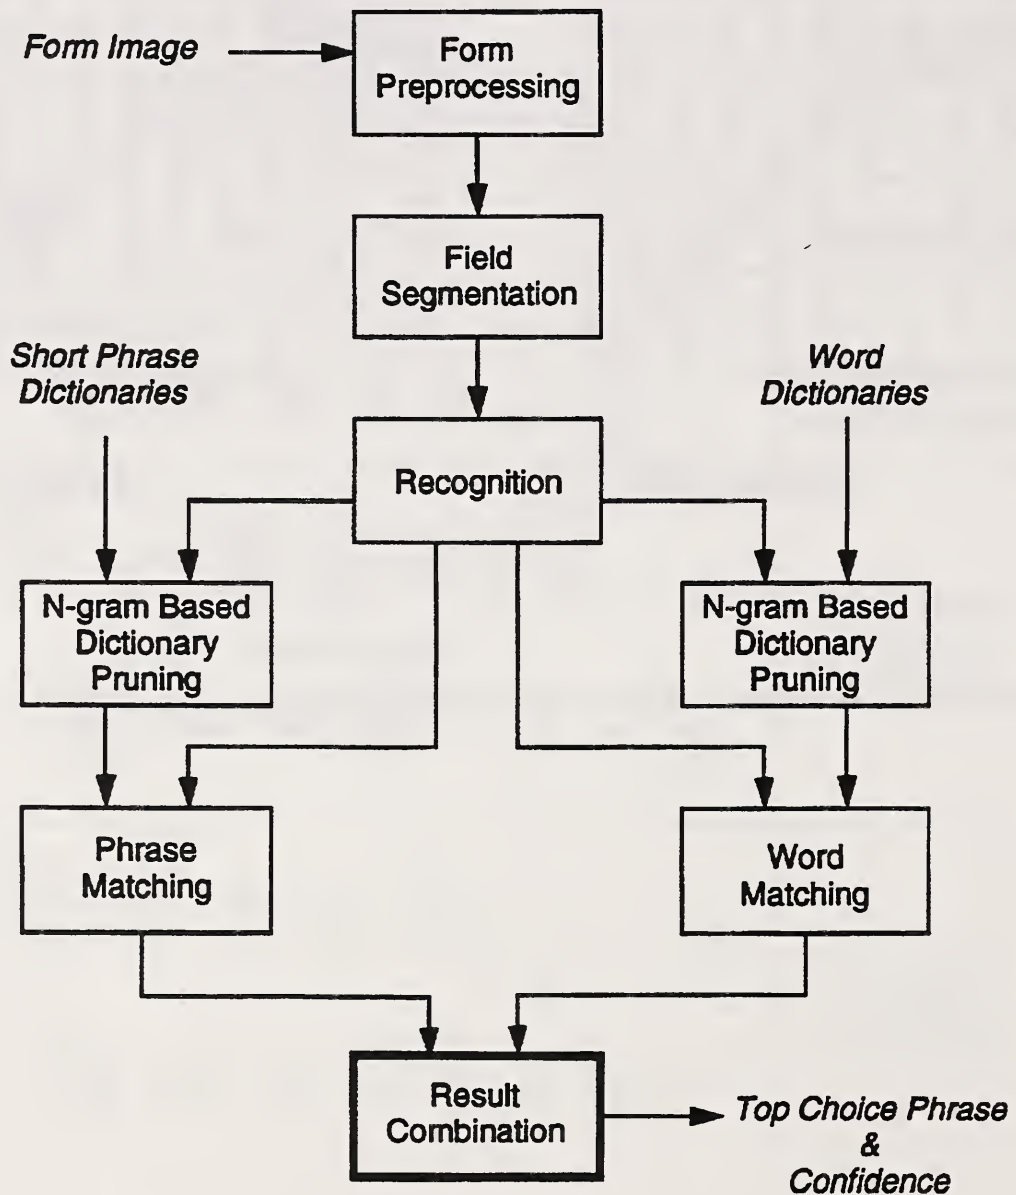 Form Image
Form
Preprocessing
Field
Segmentation
Short Phrase
Dictionaries
Word
Dictionaries
Recognition
N-gram Based
Dictionary
Pruning
N-gram Based
Dictionary
Pruning
Phrase
Matching
Word
Matching
Result
Combination
Top Choice Phrase
&
Confidence